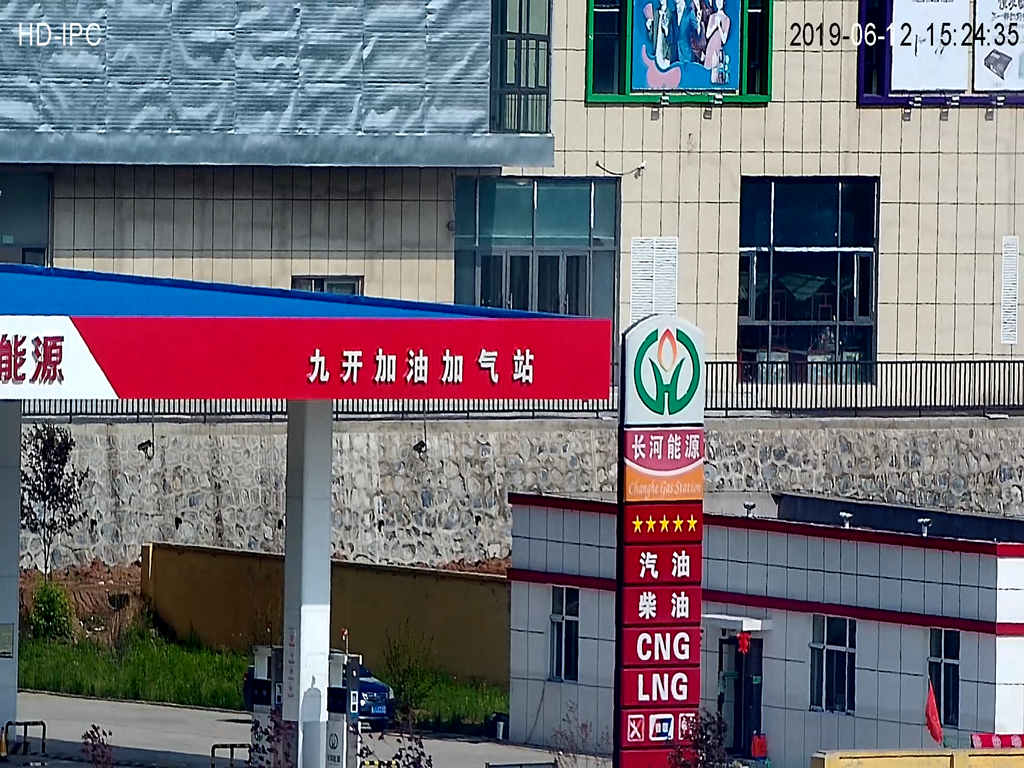 HD-IPC
2019-06-12 15:24:35
能源
九开加油加气站
长河能源
Changhe Gas Station
汽油
柴油
CNG
LNG